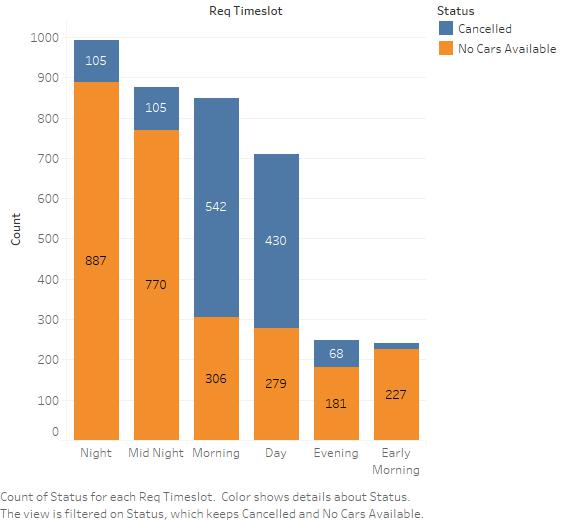 Req Timeslot
Status
Cancelled
No Cars Available
1000
900
800
700
600
500
400
300
200
100
0
Count
105
105
542
430
68
887
770
306
279
181
227
Night
Mid Night
Morning
Day
Evening
Early
Morning
Count of Status for each Req Timeslot. Color shows details about Status.
The view is filtered on Status, which keeps Cancelled and No Cars Available.